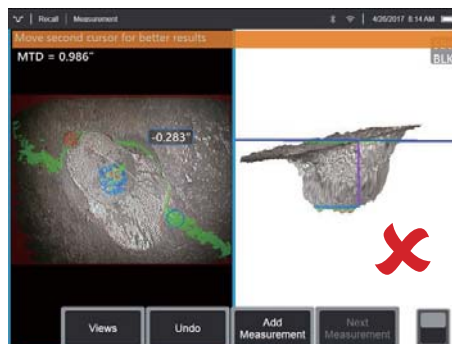 Recall | Measurement
4/26/2017 8:14 AM
Move second cursor for better results
MTD = 0.986"
BLK
-0.283"
Views
Undo
Add
Measurement
Next
Measurement